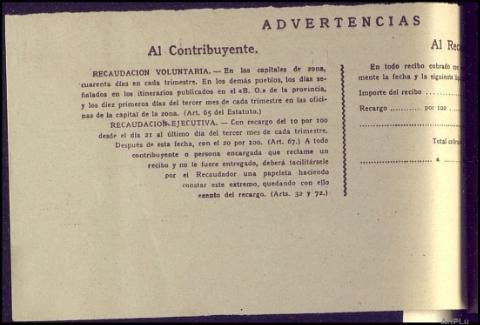 ADVERTENCIAS
Al Contribuyente.
RECAUDACION VOLUNTARIA. — En las capitales de zona,
cuarenta días en cada trimestre. En los demás pueblos, los días se-
ñalados en los itinerarios publicados en el «B. O.» de la provincia,
y los diez primeros días del tercer mes de cada trimestre en las ofici-
nas de la capital de la zona. (Art. 65 del Estatuto.)
RECAUDACION EJECUTIVA. — Con recargo del 10 por 100
desde el día 21 al último día del tercer mes de cada trimestre.
Después de esta fecha, con el 20 por 100. (Art. 67.) A todo
contribuyente o persona encargada que reclame un
recibo y no le fuere entregado, deberá facilitársele
por el Recaudador una papeleta haciendo
constar este extremo, quedando con ello
exento del recargo. (Arts. 32 y 72.)
Al Rec
En todo recibo cobrado
mente la fecha y la siguiente
Importe del recibo
Recargo ........ por 100
Total cobra
a